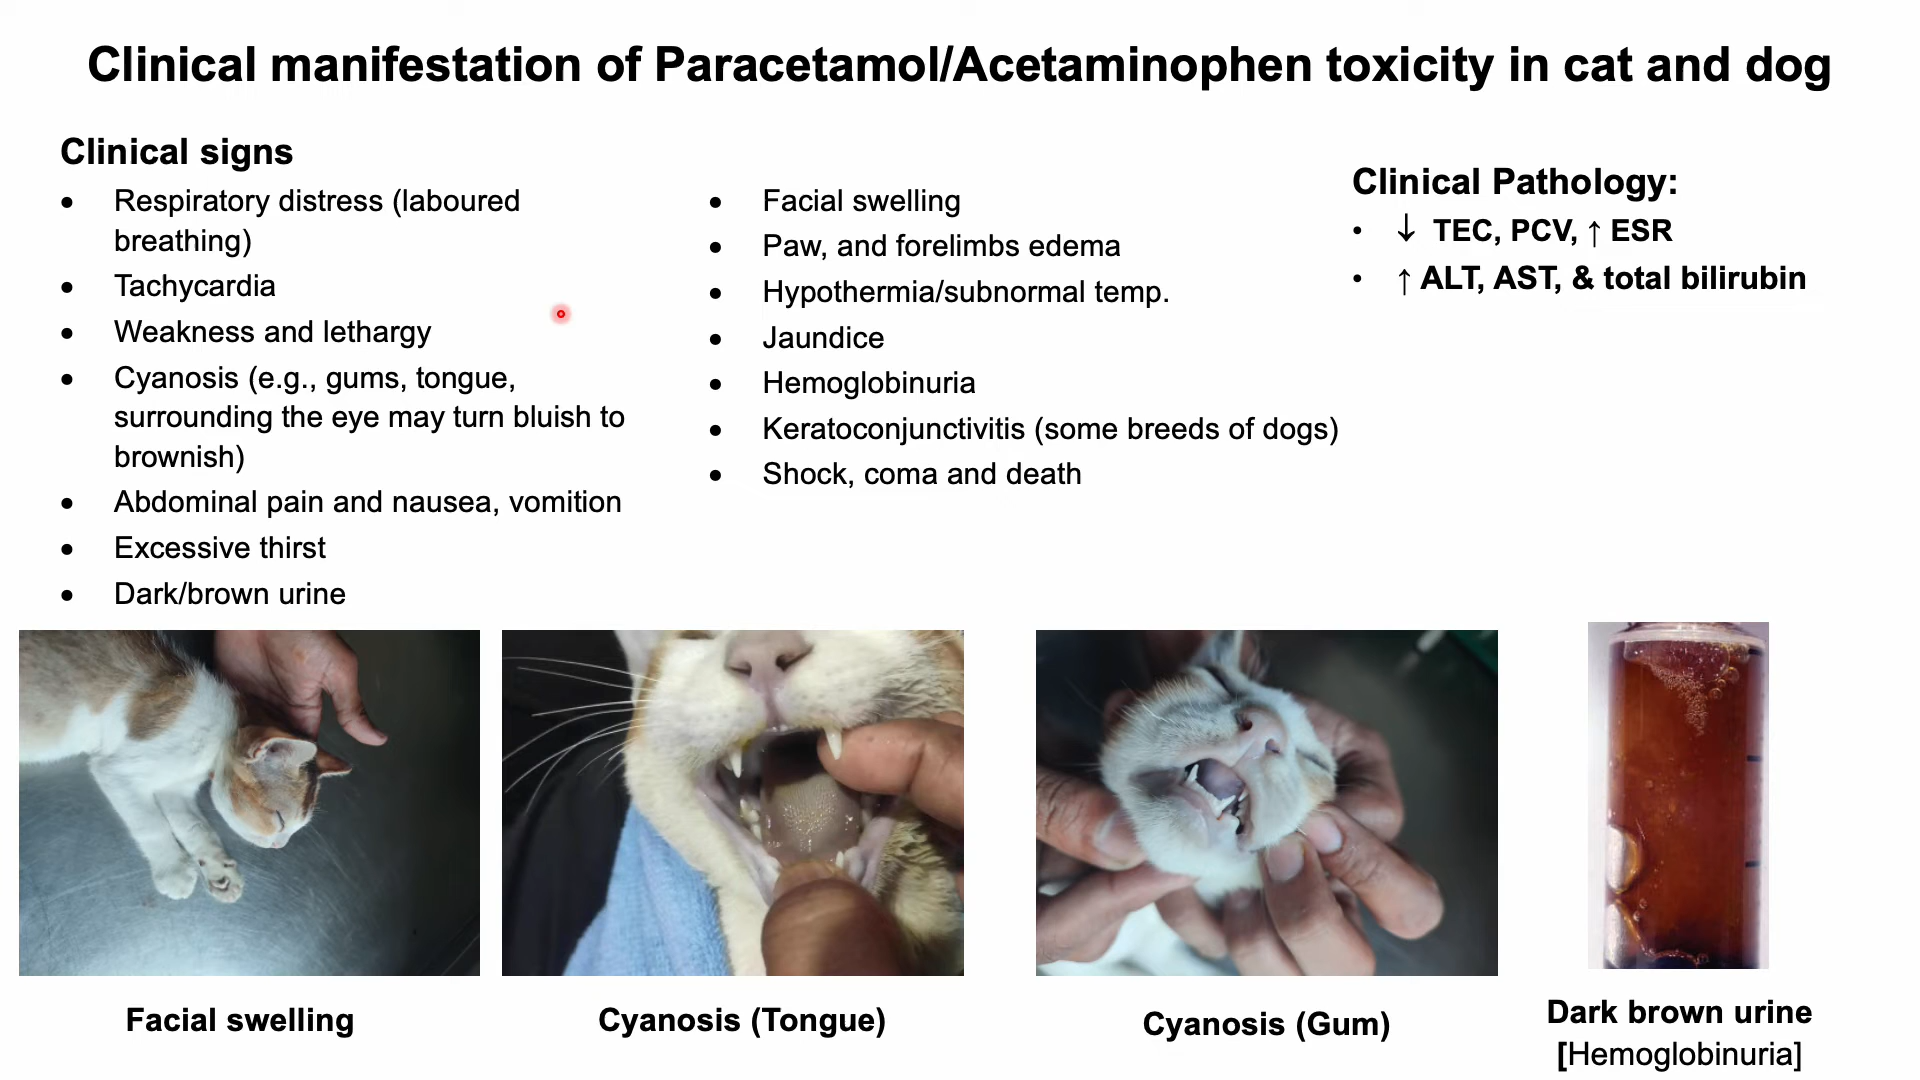 Clinical manifestation of Paracetamol/Acetaminophen toxicity in cat and dog
Clinical signs
• Respiratory distress (laboured
breathing)
• Tachycardia
• Weakness and lethargy
• Cyanosis (e.g., gums, tongue,
surrounding the eye may turn bluish to
brownish)
• Abdominal pain and nausea, vomition
• Excessive thirst
• Dark/brown urine
• Facial swelling
• Paw, and forelimbs edema
• Hypothermia/subnormal temp.
• Jaundice
• Hemoglobinuria
• Keratoconjunctivitis (some breeds of dogs)
• Shock, coma and death
Clinical Pathology:
• ↓ TEC, PCV, ↑ ESR
• ↑ ALT, AST, & total bilirubin
Facial swelling
Cyanosis (Tongue)
Cyanosis (Gum)
Dark brown urine
[Hemoglobinuria]